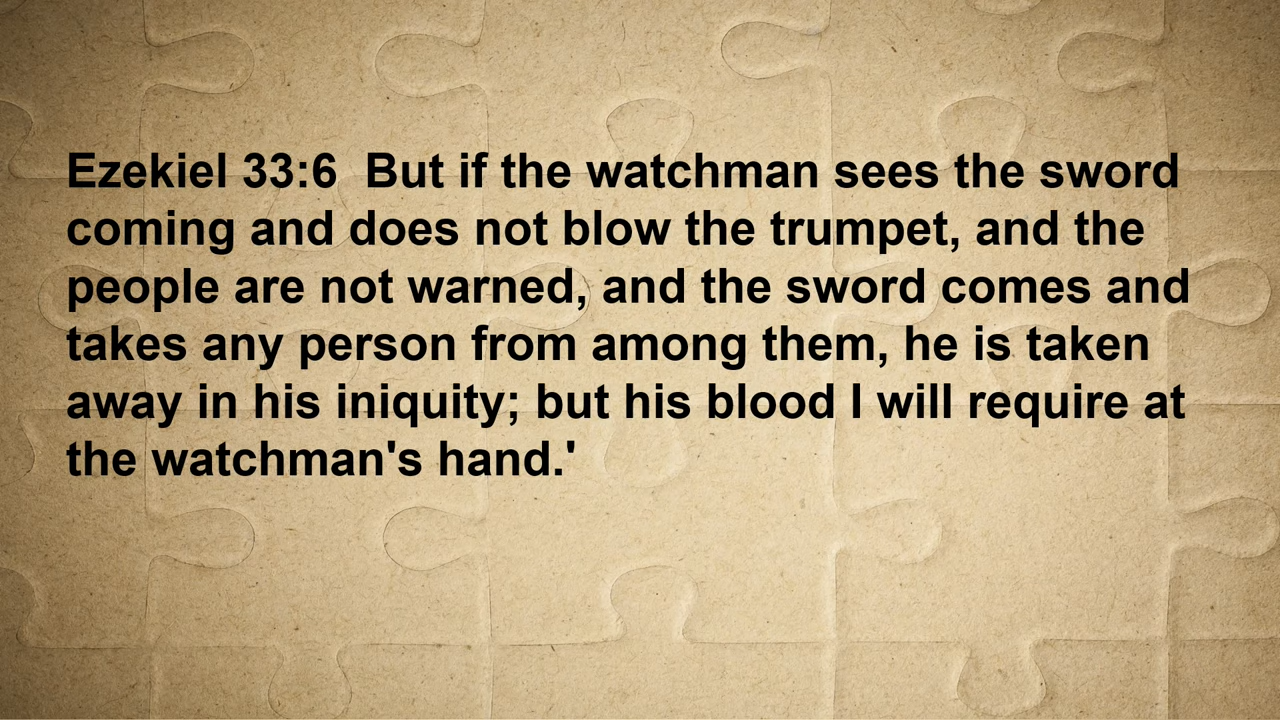 Ezekiel 33:6  But if the watchman sees the sword
coming and does not blow the trumpet, and the
people are not warned, and the sword comes and
takes any person from among them, he is taken
away in his iniquity; but his blood I will require at
the watchman's hand.'